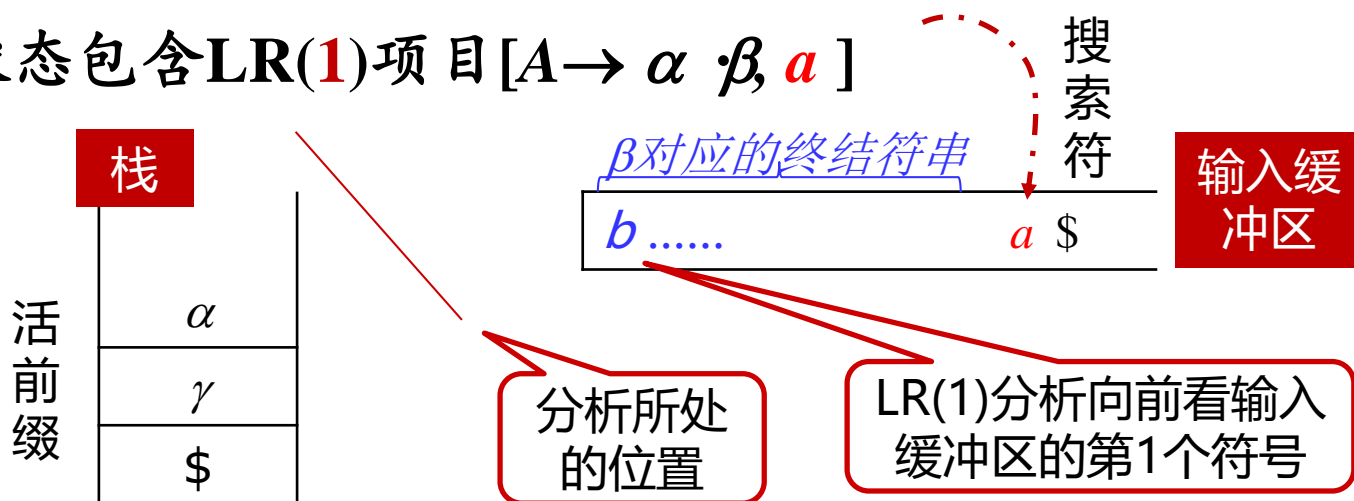 态包含LR(1)项目[A→ α ·β, a ]
搜索符
栈
β对应的终结符串
输入缓冲区
b ...... a $
活前缀
α
γ
$
分析所处的位置
LR(1)分析向前看输入缓冲区的第1个符号